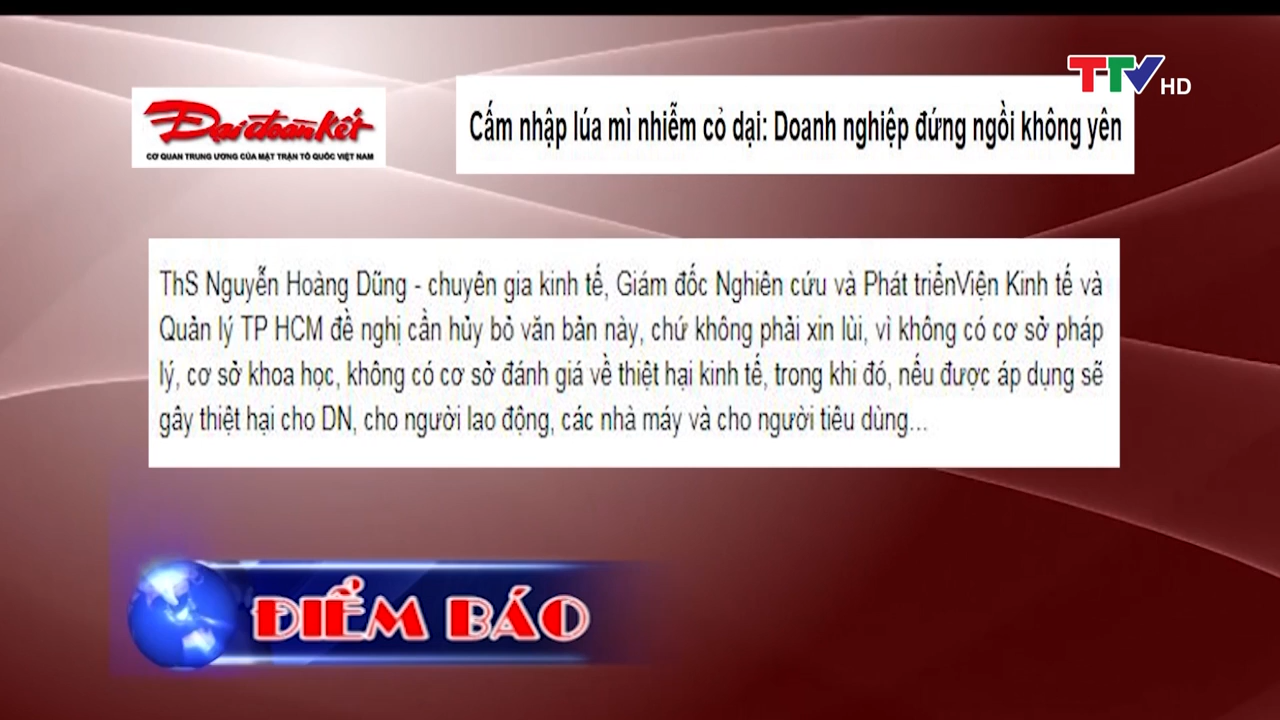 TTV HD
Đại đoàn kết
CƠ QUAN TRUNG ƯƠNG CỦA MẶT TRẬN TỔ QUỐC VIỆT NAM
Cấm nhập lúa mì nhiễm cỏ dại: Doanh nghiệp đứng ngồi không yên
ThS Nguyễn Hoàng Dũng - chuyên gia kinh tế, Giám đốc Nghiên cứu và Phát triểnViện Kinh tế và
Quản lý TP HCM đề nghị cần hủy bỏ văn bản này, chứ không phải xin lùi, vì không có cơ sở pháp
lý, cơ sở khoa học, không có cơ sở đánh giá về thiệt hại kinh tế, trong khi đó, nếu được áp dụng sẽ
gây thiệt hại cho DN, cho người lao động, các nhà máy và cho người tiêu dùng...
ĐIỂM BÁO